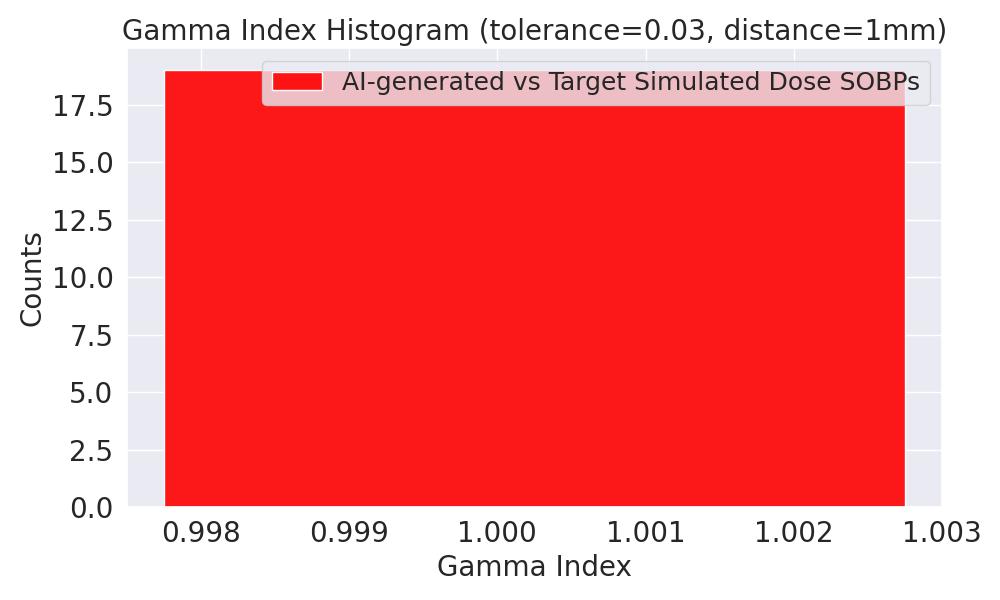 Gamma Index Histogram (tolerance=0.03, distance=1mm)
AI-generated vs Target Simulated Dose SOBPs
17.5
15.0
12.5
10.0
7.5
5.0
2.5
0.0
Counts
0.998 0.999 1.000 1.001 1.002 1.003
Gamma Index